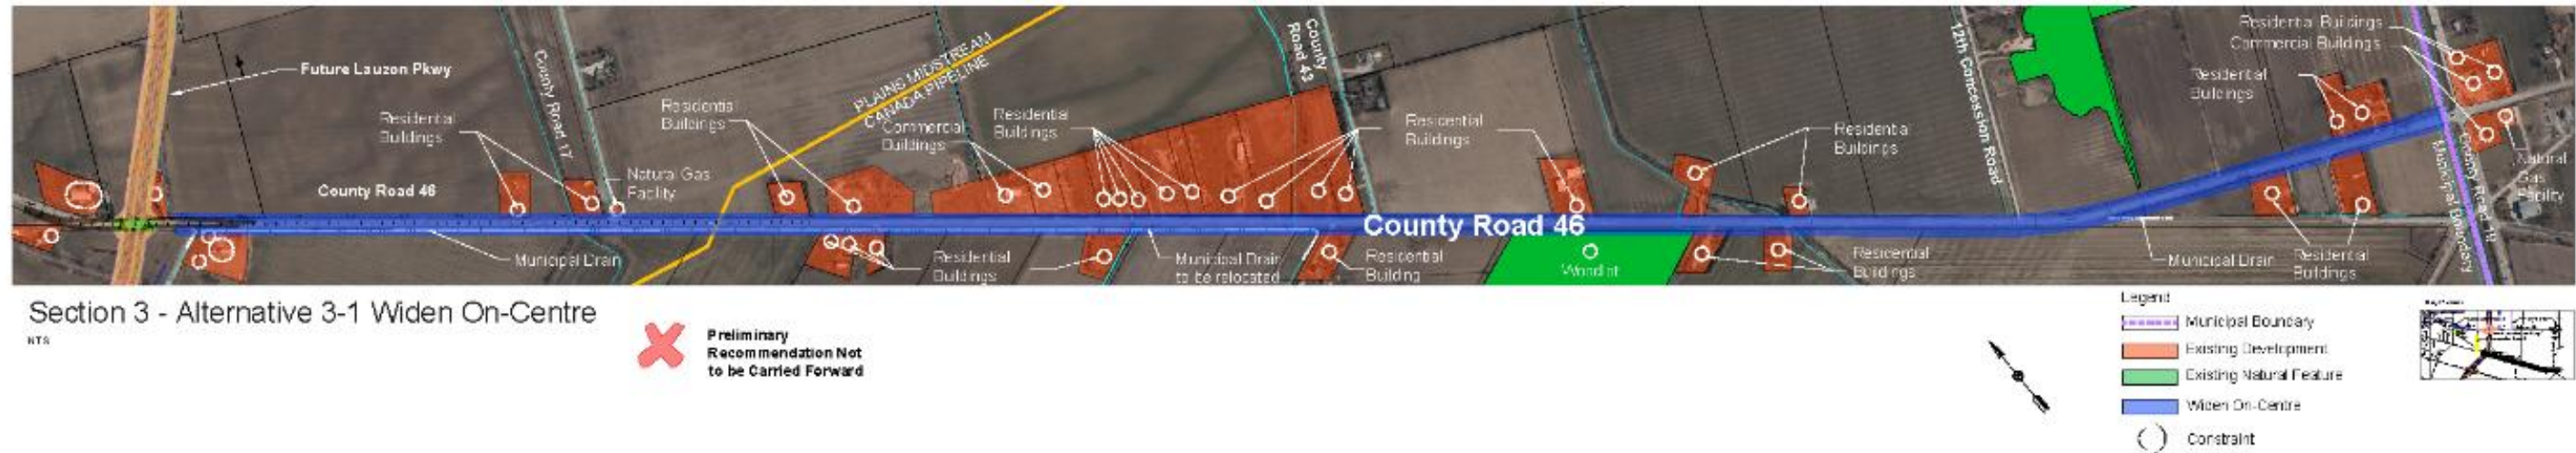 Future Lauzon Pkwy
County Road 17
Residential
Buildings
County Road 46
Natural Gas
Facility
Municipal Drain
Residential
Buildings
PLAINS MIDSTREAM
CANADA PIPELINE
Commercial
Buildings
Residential
Buildings
County
Road 43
Residential
Buildings
Residential
Buildings
Municipal Drain
to be relocated
Residential
Building
County Road 46
Woodlot
Residential
Buildings
Residential
Buildings
12th Concession Road
Residential Buildings
Commercial Buildings
Residential
Buildings
Municipal Drain
Residential
Buildings
Municipal Boundary
County Road 19
Natural
Gas
Facility
Section 3 - Alternative 3-1 Widen On-Centre
NTS
Preliminary
Recommendation Not
to be Carried Forward
Legend
Municipal Boundary
Existing Development
Existing Natural Feature
Widen On-Centre
Constraint